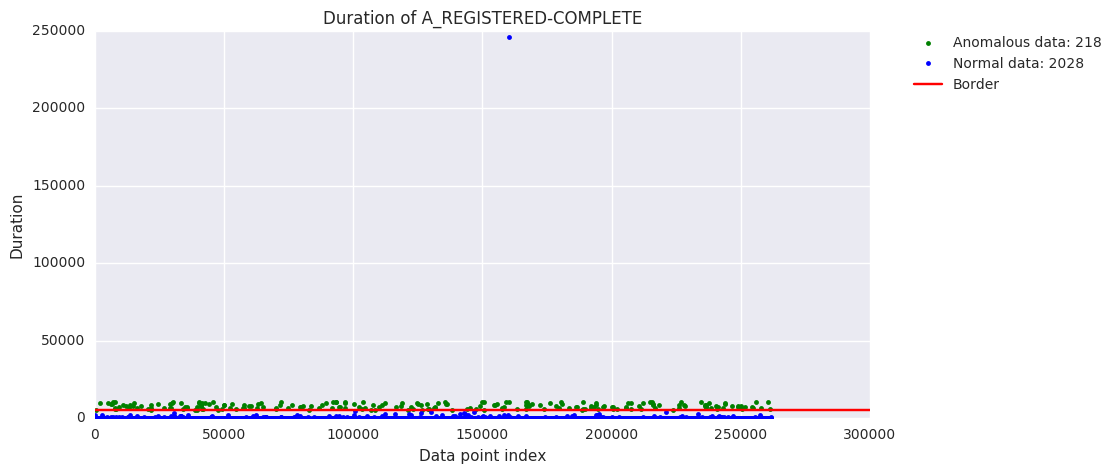 Duration of A_REGISTERED-COMPLETE
250000
200000
150000
100000
50000
0
Duration
0
50000
100000
150000
200000
250000
300000
Data point index
Anomalous data: 218
Normal data: 2028
Border